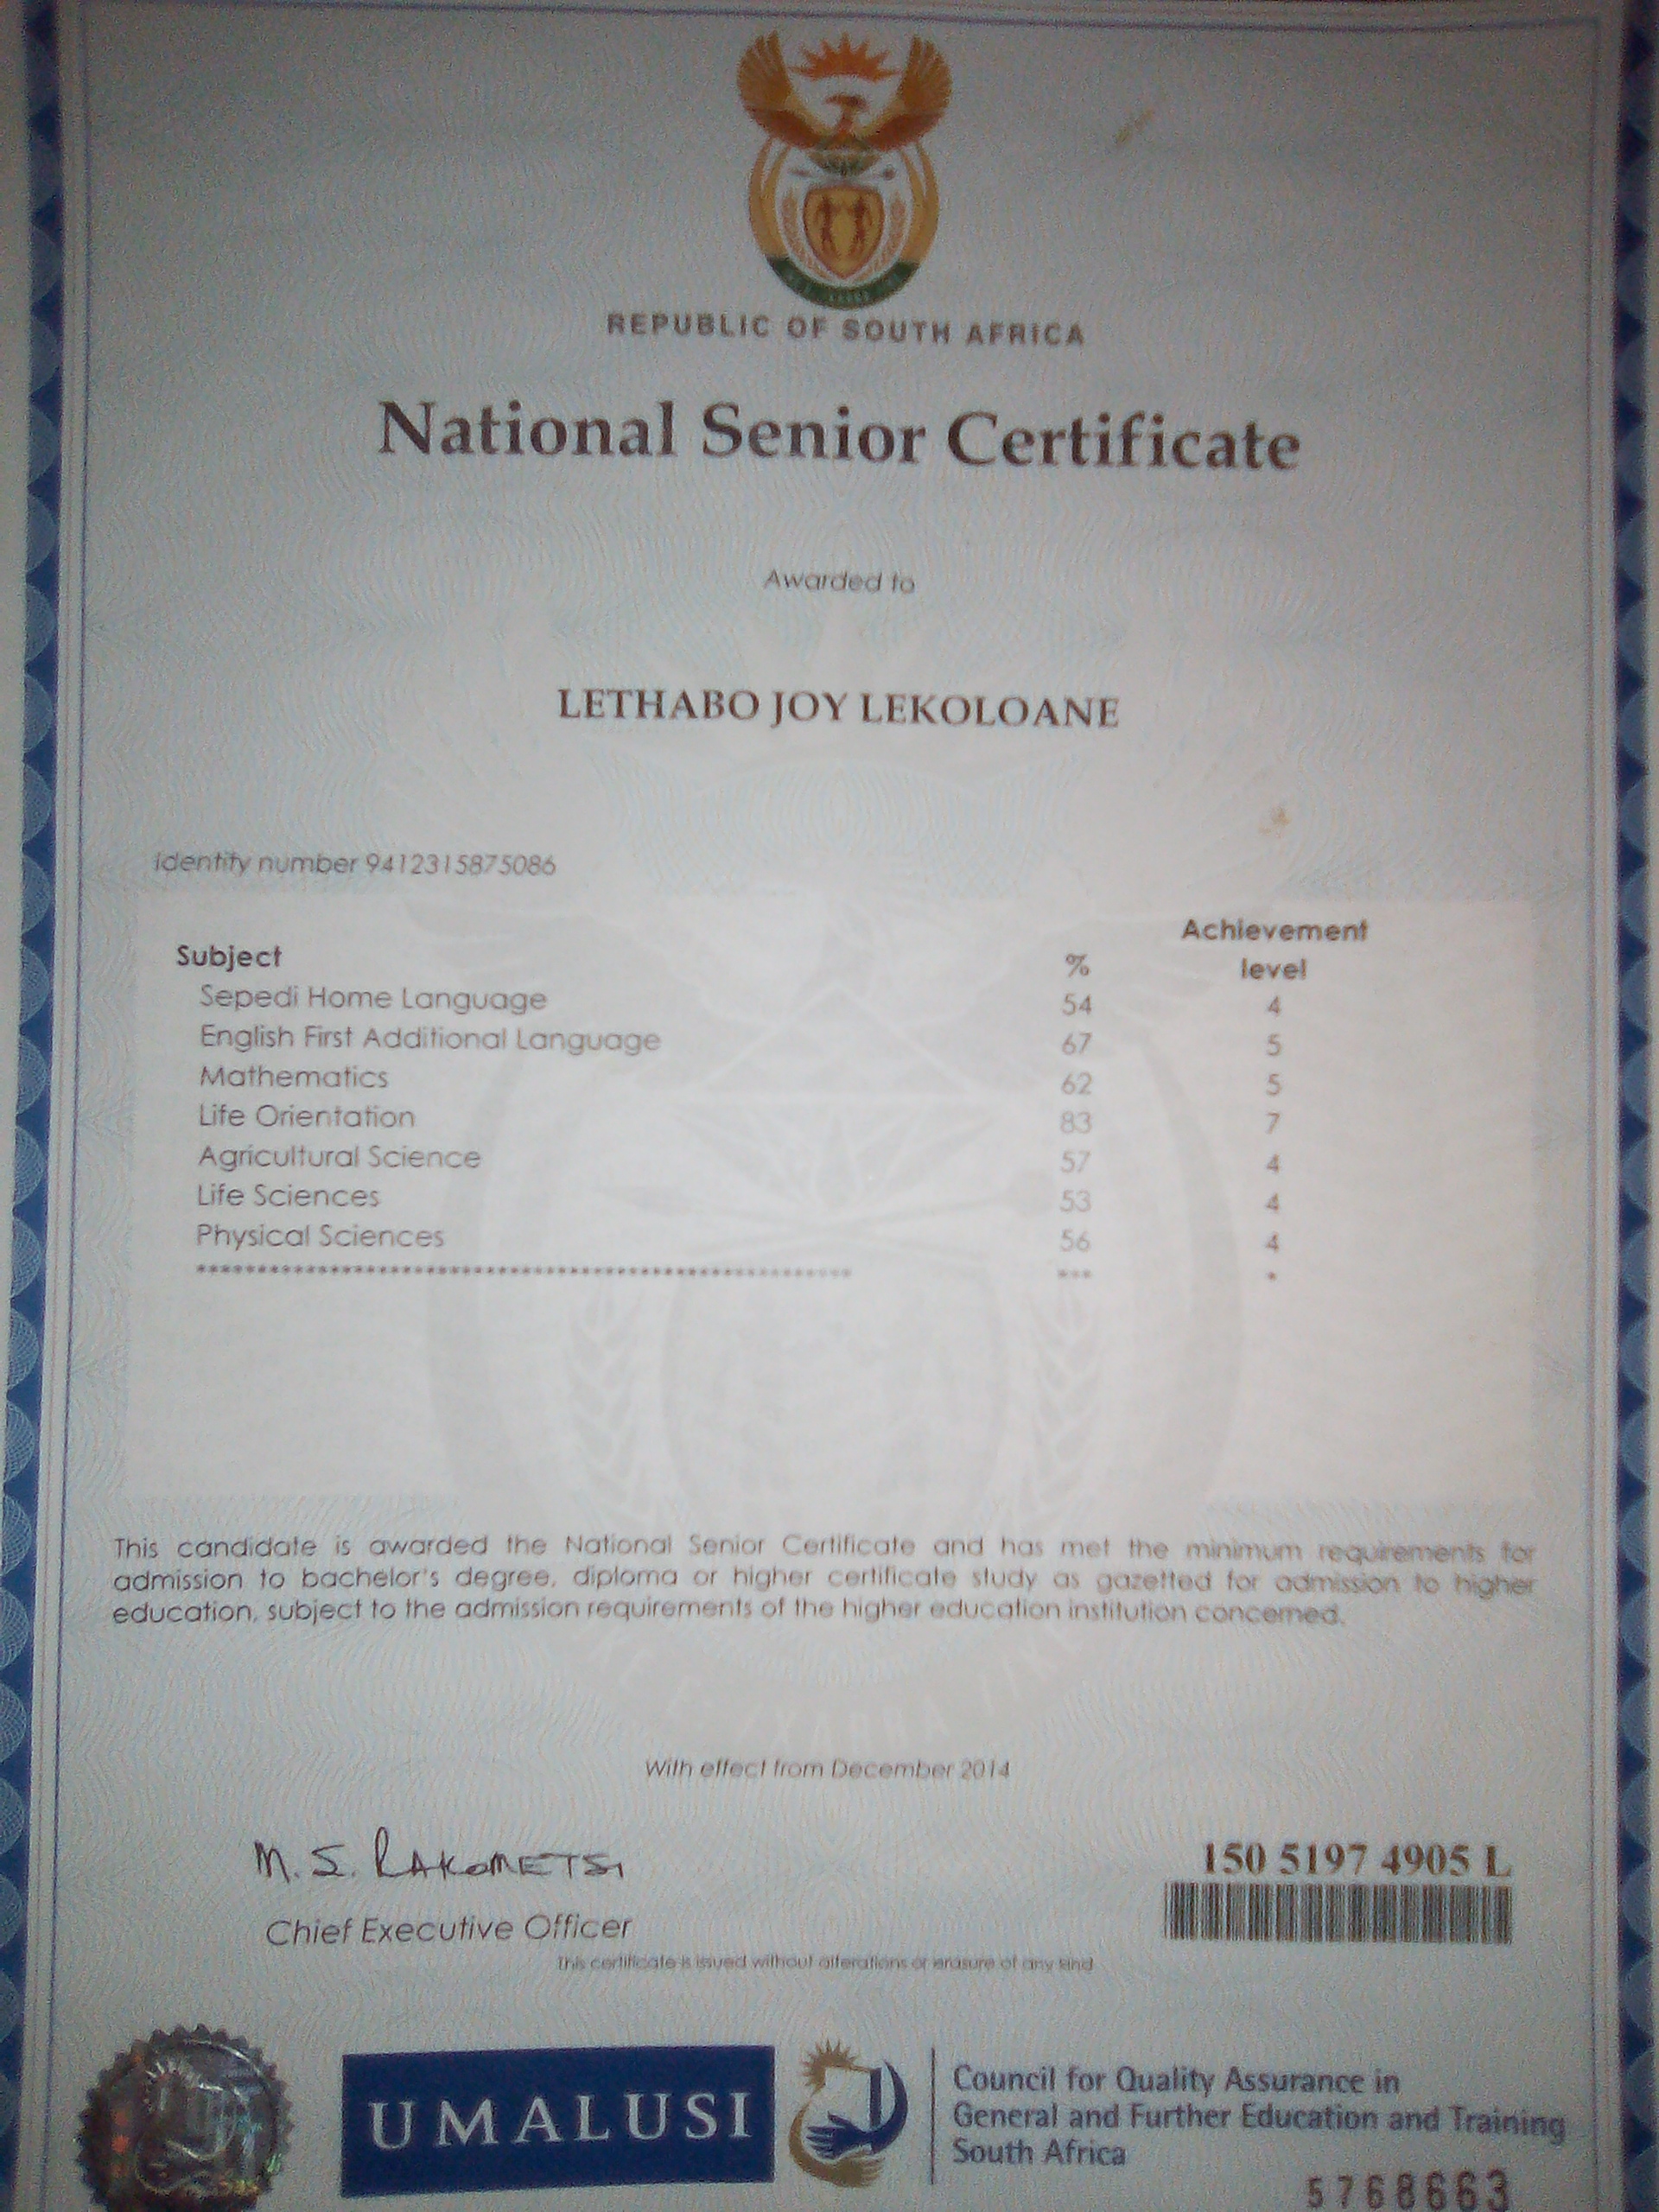 REPUBLIC OF SOUTH AFRICA
National Senior Certificate
Awarded to
LETHABO JOY LEKOLOANE
Identity number 9412315875086
Subject % Achievement level
Sepedi Home Language 54 4
English First Additional Language 67 5
Mathematics 62 5
Life Orientation 83 7
Agricultural Science 57 4
Life Sciences 53 4
Physical Sciences 56 4
This candidate is awarded the National Senior Certificate and has met the minimum requirements for
admission to bachelor's degree, diploma or higher certificate study as gazetted for admission to higher
education, subject to the admission requirements of the higher education institution concerned.
With effect from December 2014
M. S. RAKOMETSI
Chief Executive Officer
150 5197 4905 L
This certificate is issued without alterations or erasure of any kind
UMALUSI
Council for Quality Assurance in
General and Further Education and Training
South Africa
5768663